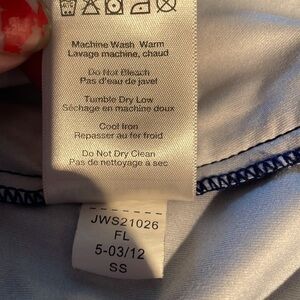 Machine Wash Warm
Lavage machine, chaud
Do Not Bleach
Pas d'eau de javel
Tumble Dry Low
Séchage en machine doux
Cool Iron
Repasser au fer froid
Do Not Dry Clean
Pas de nettoyage a sec
JWS21026
FL
5-03/12
SS